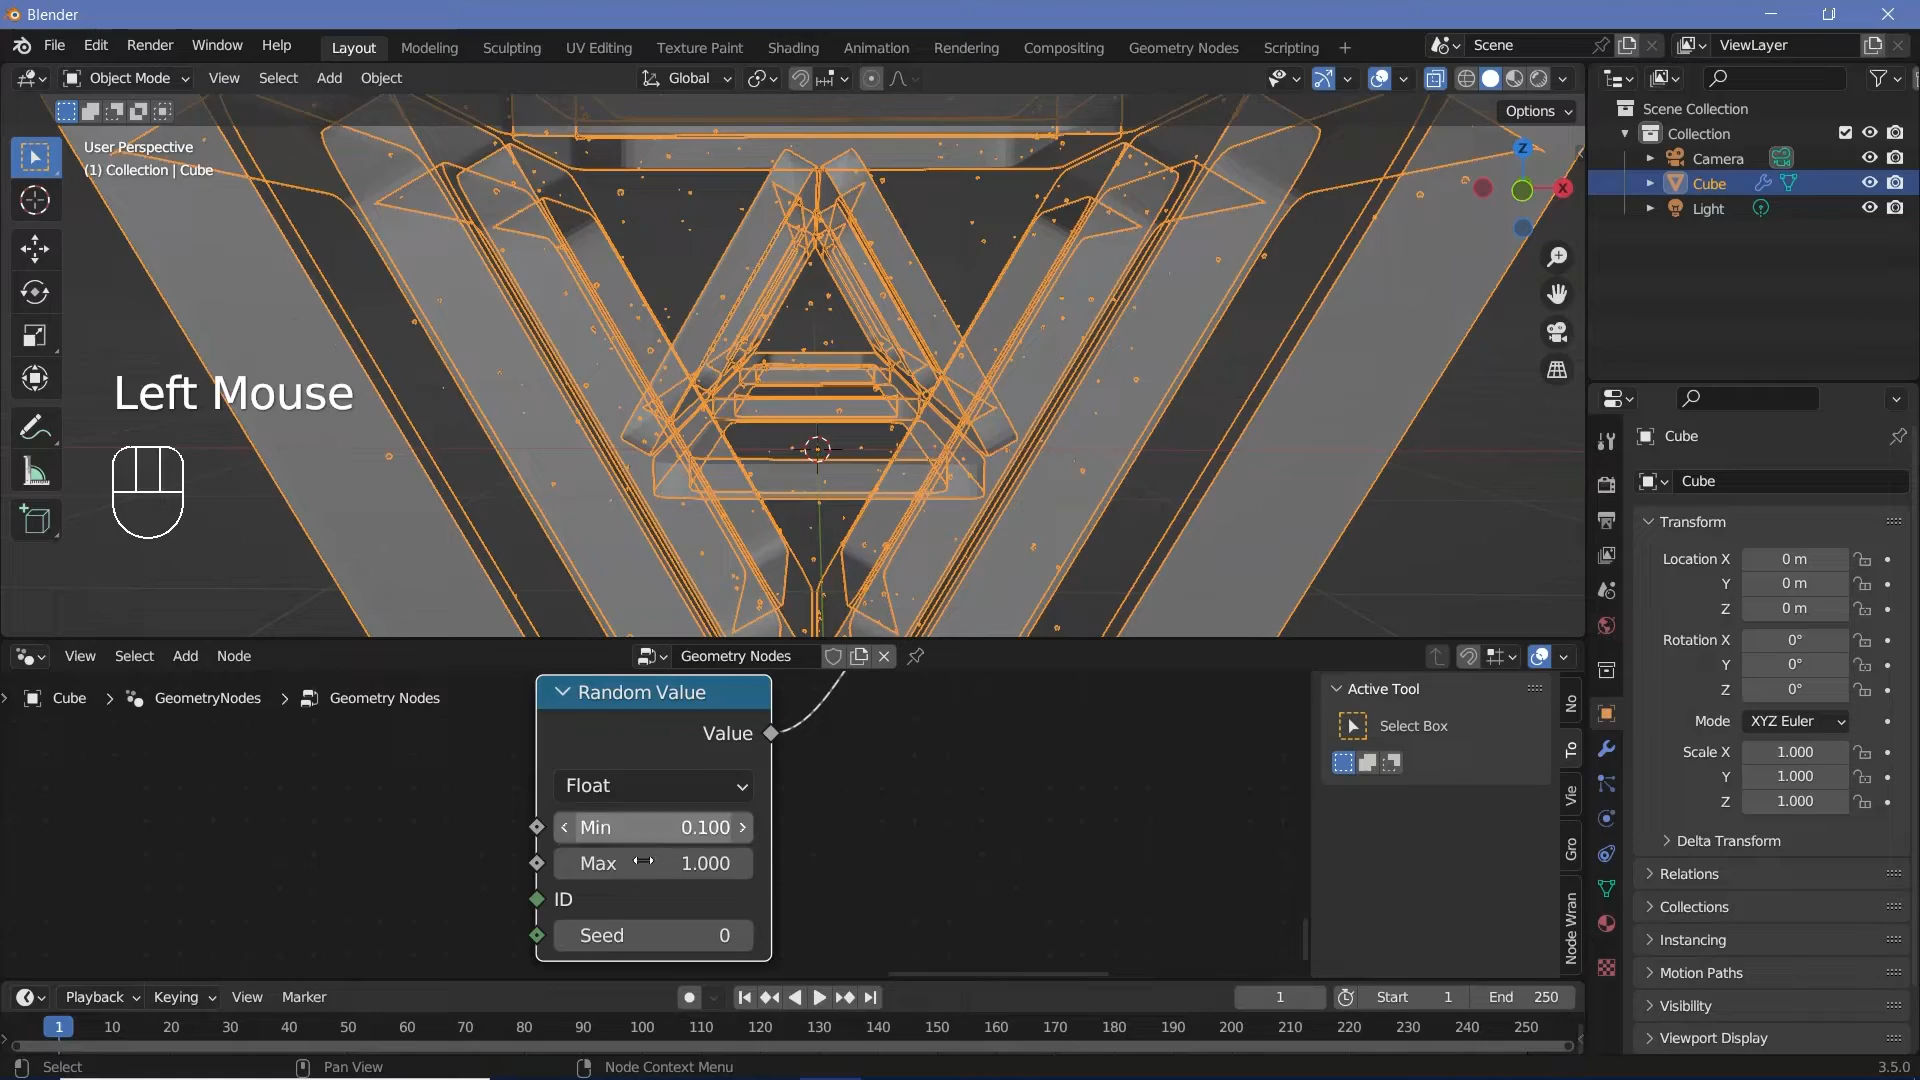 Blender
File Edit Render Window Help
Layout Modeling Sculpting UV Editing Texture Paint Shading Animation Rendering Compositing Geometry Nodes Scripting +
Scene
ViewLayer
Object Mode View Select Add Object
Global
Options
User Perspective
(1) Collection | Cube
Z
X
Left Mouse
Scene Collection
Collection
Camera
Cube
Light
Cube
Cube
Transform
Location X 0 m
Y 0 m
Z 0 m
Rotation X 0°
Y 0°
Z 0°
Mode XYZ Euler
Scale X 1.000
Y 1.000
Z 1.000
Delta Transform
Relations
Collections
Instancing
Motion Paths
Visibility
Viewport Display
View Select Add Node
Geometry Nodes
Cube > GeometryNodes > Geometry Nodes
Random Value
Value
Float
Min 0.100
Max 1.000
ID
Seed 0
Active Tool
Select Box
No
To
Vie
Gro
Node Wran
Playback Keying View Marker
1
Start 1
End 250
1 10 20 30 40 50 60 70 80 90 100 110 120 130 140 150 160 170 180 190 200 210 220 230 240 250
Select
Pan View
Node Context Menu
3.5.0